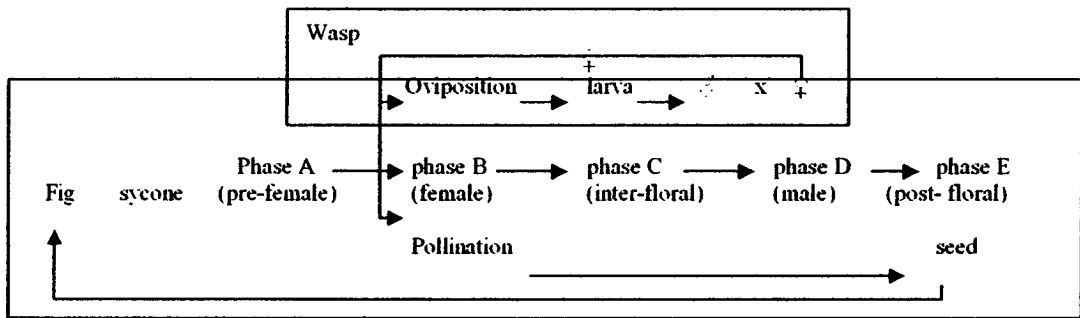 Wasp
+
Oviposition larva x +
Phase A phase B phase C phase D phase E
Fig sycone (pre-female) (female) (inter-floral) (male) (post- floral)
Pollination seed